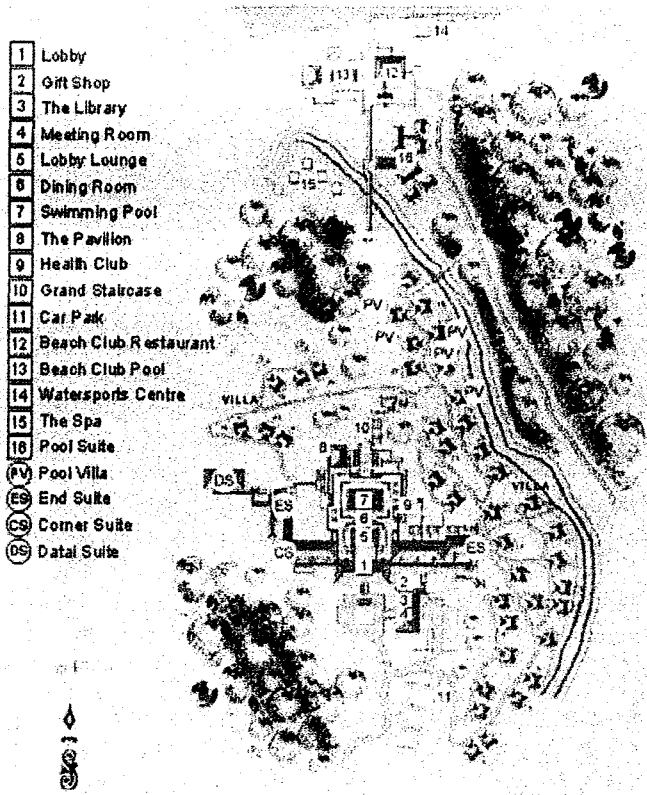 1 Lobby
2 Gift Shop
3 The Library
4 Meeting Room
5 Lobby Lounge
6 Dining Room
7 Swimming Pool
8 The Pavilion
9 Health Club
10 Grand Staircase
11 Car Park
12 Beach Club Restaurant
13 Beach Club Pool
14 Watersports Centre
15 The Spa
16 Pool Suite
PV Pool Villa
ES End Suite
CS Corner Suite
DS Datai Suite
14
13 12
16
15
PV
PV PV
PV
PV
VILLA
10
8
DS
ES 7 9
6
5
CS ES
1
2
3
4
11
VILLA